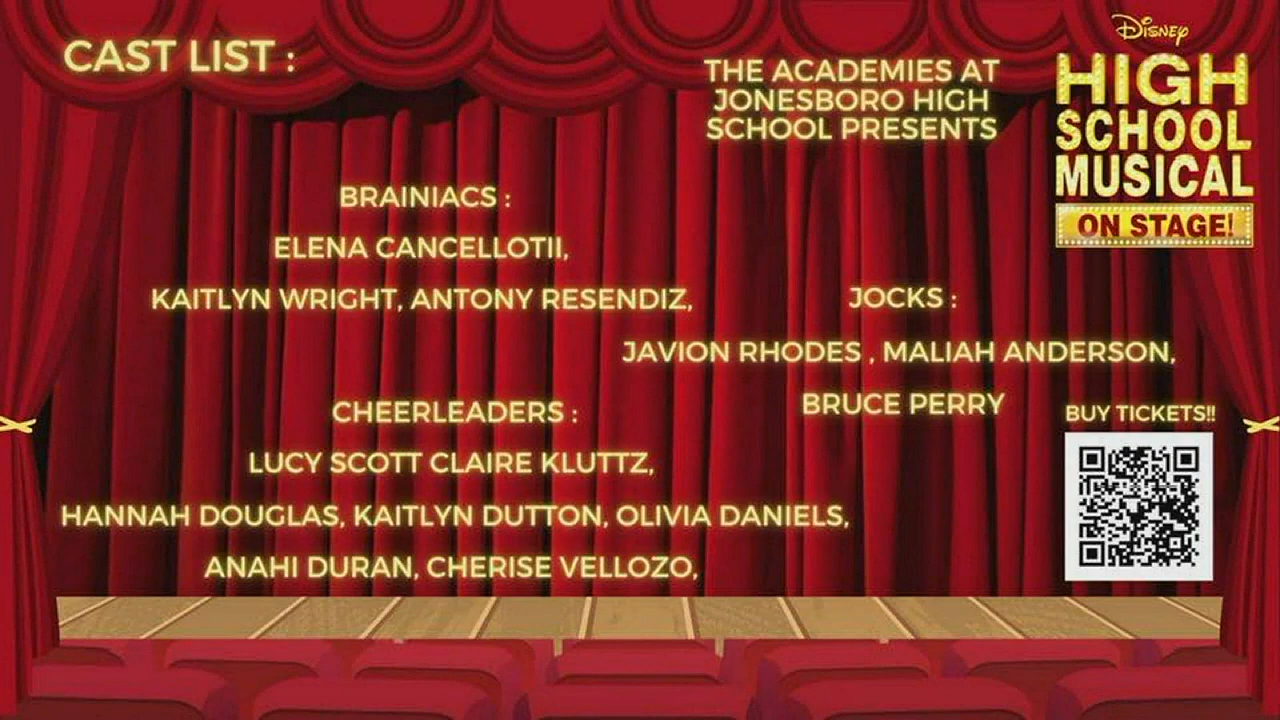 CAST LIST :
THE ACADEMIES AT
JONESBORO HIGH
SCHOOL PRESENTS
DISNEY
HIGH
SCHOOL
MUSICAL
ON STAGE!
BRAINIACS :
ELENA CANCELLOTII,
KAITLYN WRIGHT, ANTONY RESENDIZ,
JOCKS :
JAVION RHODES , MALIAH ANDERSON,
BRUCE PERRY
CHEERLEADERS :
LUCY SCOTT CLAIRE KLUTTZ,
HANNAH DOUGLAS, KAITLYN DUTTON, OLIVIA DANIELS,
ANAHI DURAN, CHERISE VELLOZO,
BUY TICKETS!!